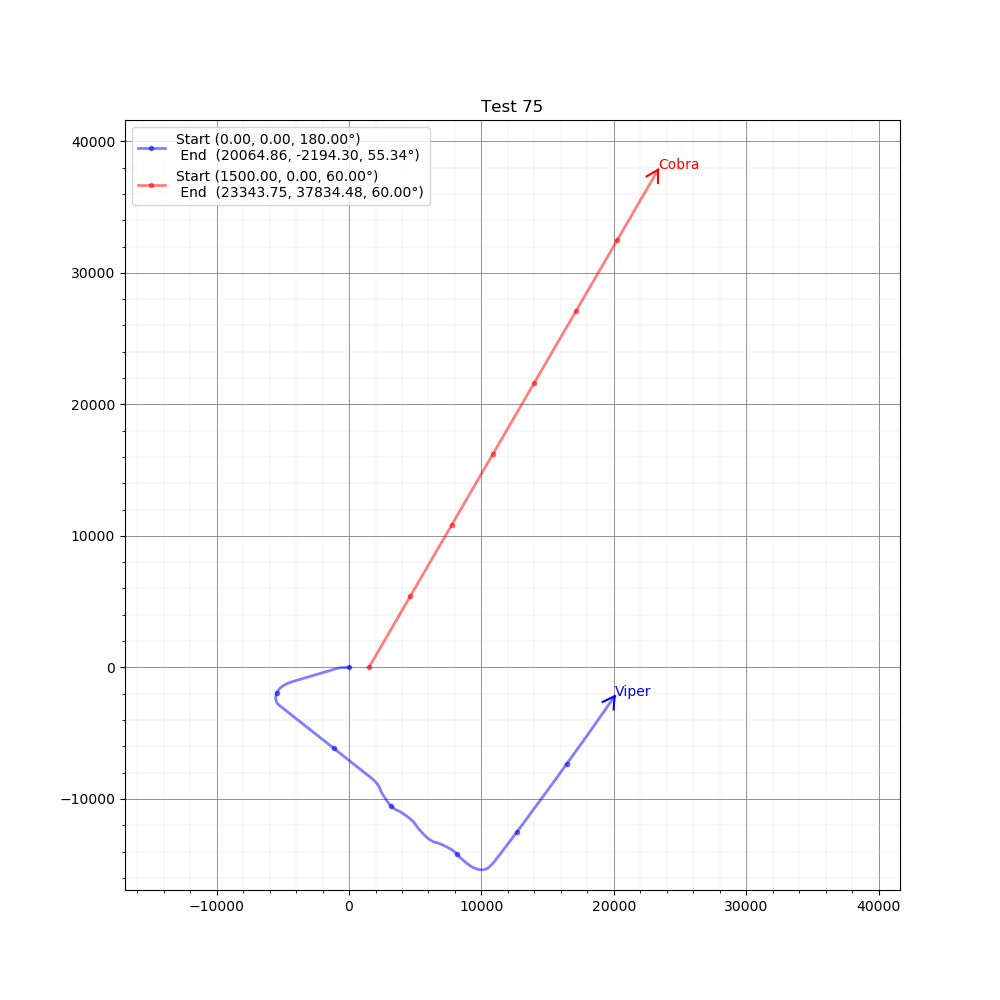 Test 75
Start (0.00, 0.00, 180.00°)
End (20064.86, -2194.30, 55.34°)
Start (1500.00, 0.00, 60.00°)
End (23343.75, 37834.48, 60.00°)
Cobra
Viper
40000
30000
20000
10000
0
−10000
−10000
0
10000
20000
30000
40000